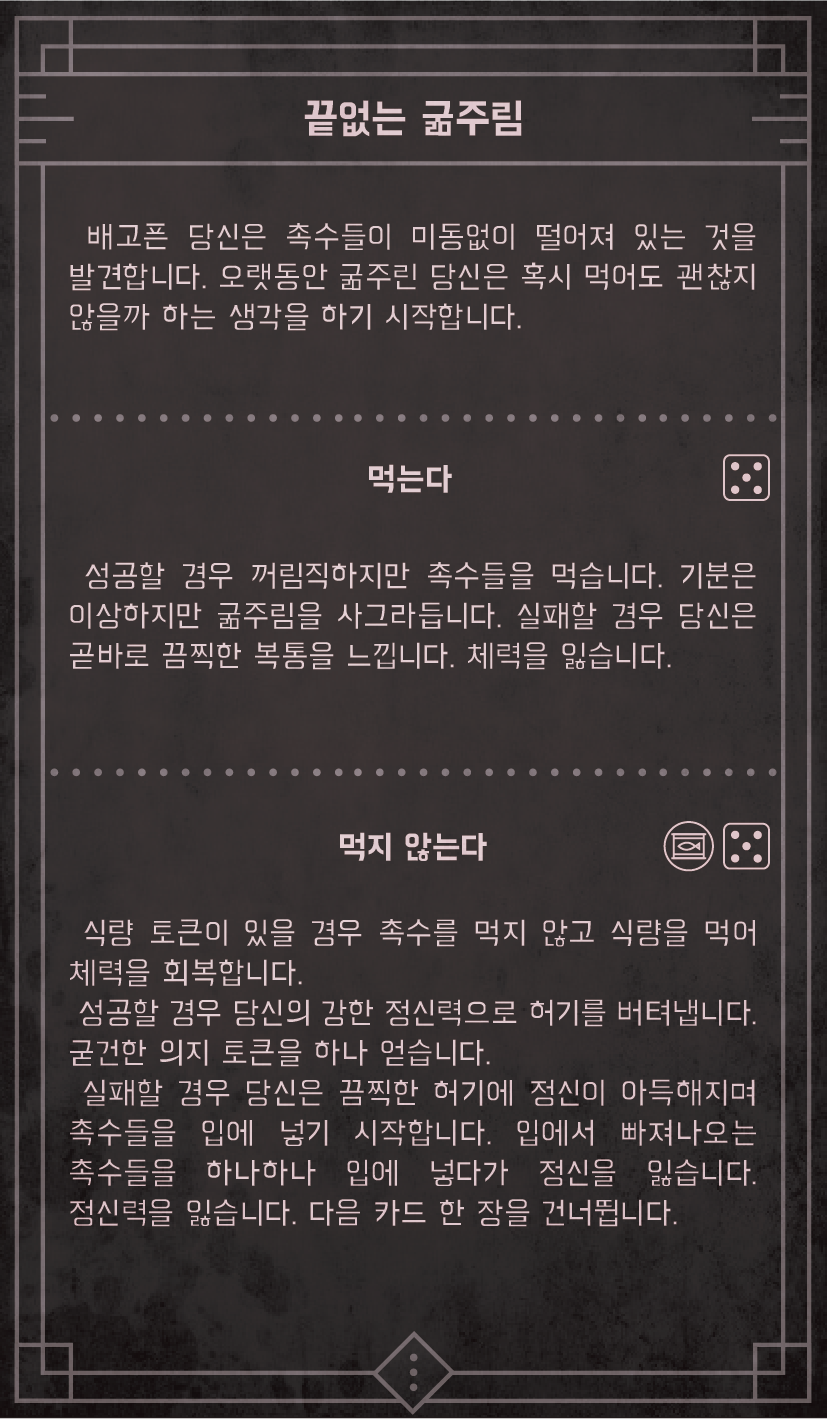 끝없는 굶주림
배고픈 당신은 촉수들이 미동없이 떨어져 있는 것을
발견합니다. 오랫동안 굶주린 당신은 혹시 먹어도 괜찮지
않을까 하는 생각을 하기 시작합니다.
먹는다
성공할 경우 꺼림직하지만 촉수들을 먹습니다. 기분은
이상하지만 굶주림을 사그라듭니다. 실패할 경우 당신은
곧바로 끔찍한 복통을 느낍니다. 체력을 잃습니다.
먹지 않는다
식량 토큰이 있을 경우 촉수를 먹지 않고 식량을 먹어
체력을 회복합니다.
성공할 경우 당신의 강한 정신력으로 허기를 버텨냅니다.
굳건한 의지 토큰을 하나 얻습니다.
실패할 경우 당신은 끔찍한 허기에 정신이 아득해지며
촉수들을 입에 넣기 시작합니다. 입에서 빠져나오는
촉수들을 하나하나 입에 넣다가 정신을 잃습니다.
정신력을 잃습니다. 다음 카드 한 장을 건너뜁니다.